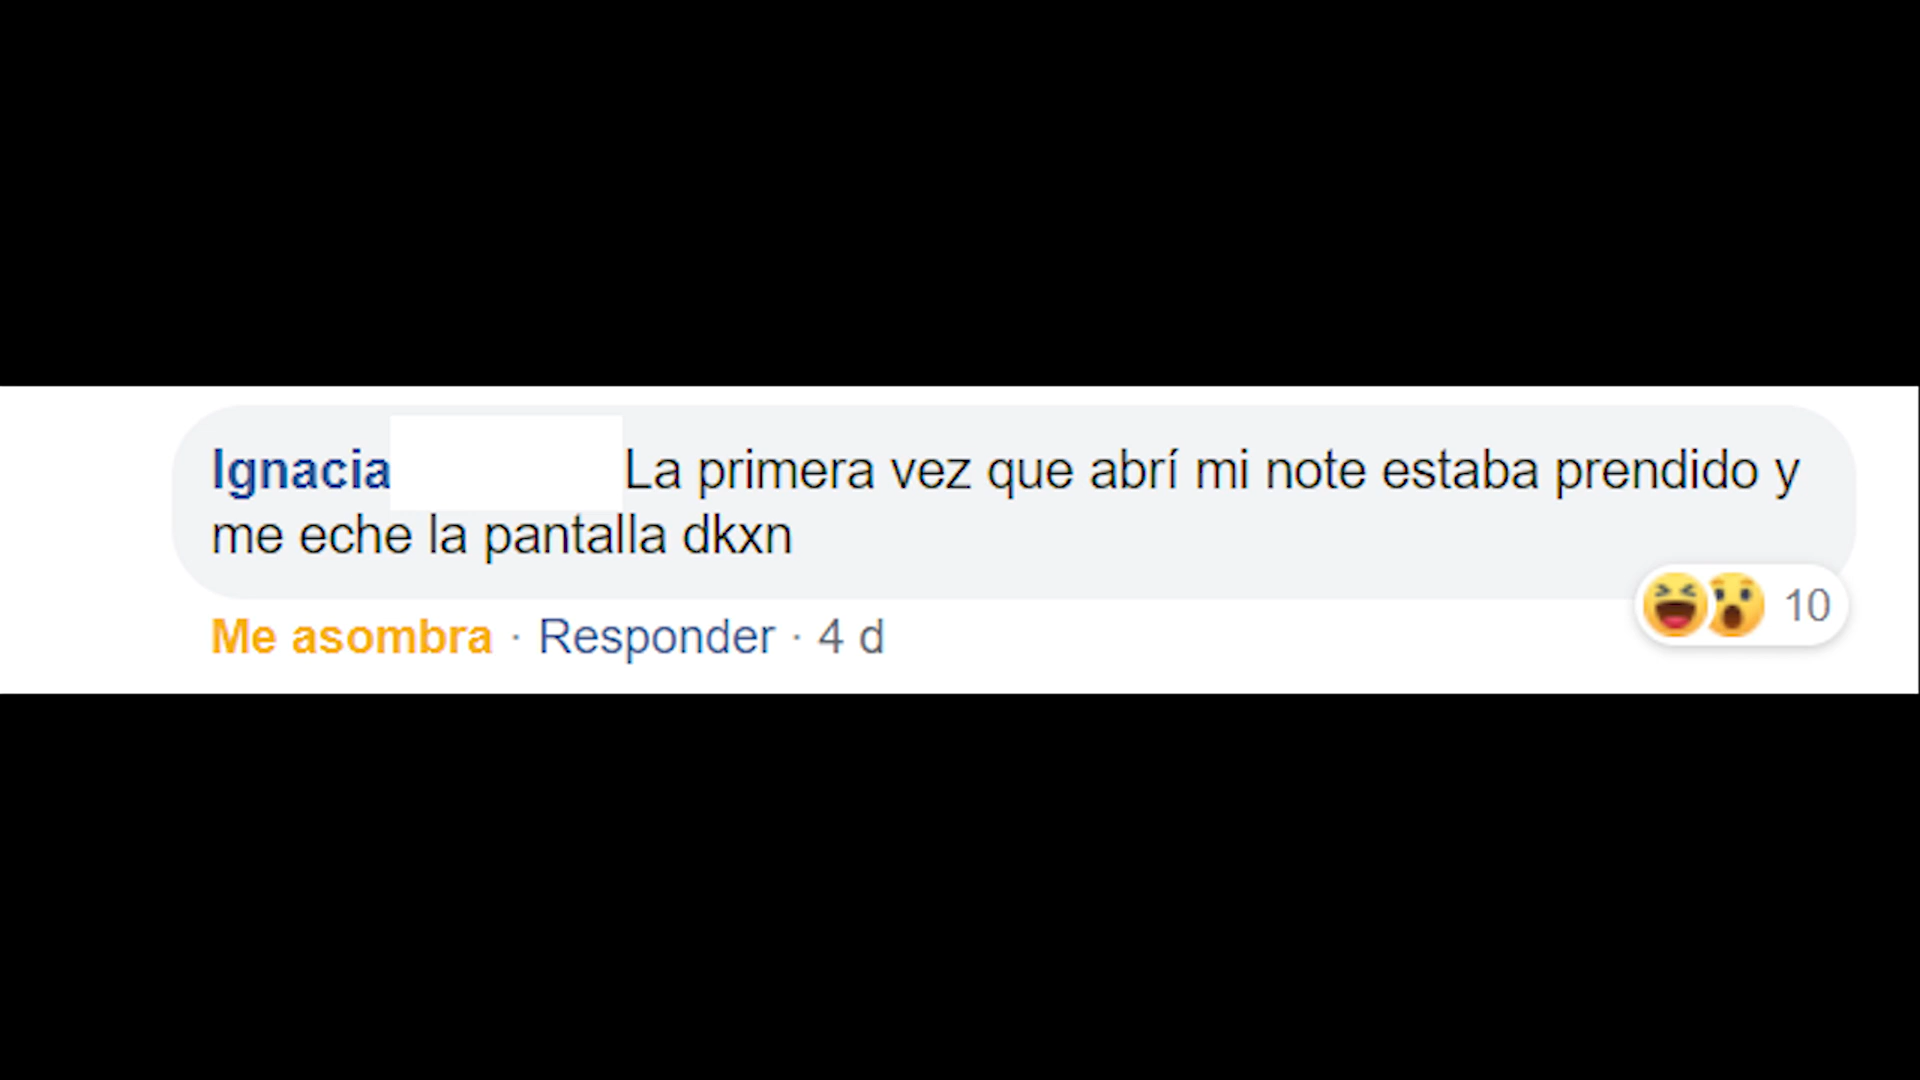 Ignacia La primera vez que abrí mi note estaba prendido y
me eche la pantalla dkxn
Me asombra · Responder · 4 d
10